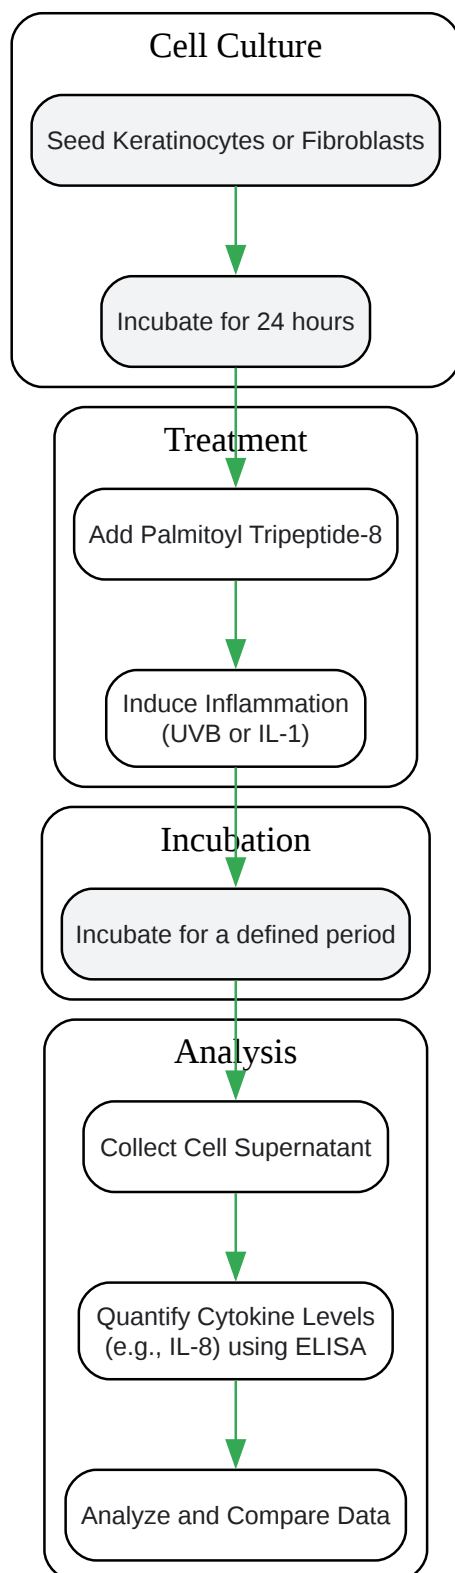 Cell Culture
Seed Keratinocytes or Fibroblasts
Incubate for 24 hours
Treatment
Add Palmitoyl Tripeptide-8
Induce Inflammation
(UVB or IL-1)
Incubation
Incubate for a defined period
Analysis
Collect Cell Supernatant
Quantify Cytokine Levels
(e.g., IL-8) using ELISA
Analyze and Compare Data